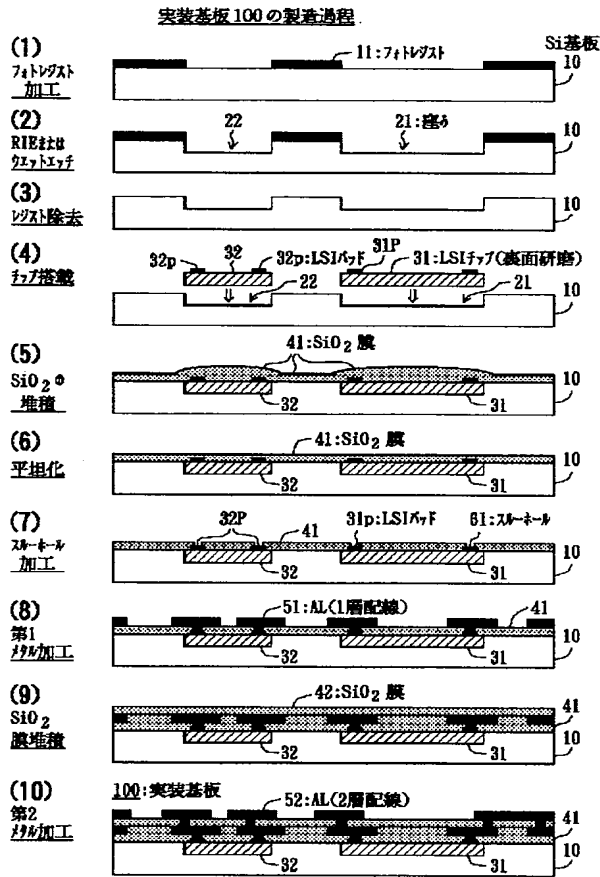 実装基板100の製造過程
(1)
ﾌｫﾄﾚｼﾞｽﾄ
加工
11:ﾌｫﾄﾚｼﾞｽﾄ
Si基板
10
(2)
RIEまたは
ｳｴｯﾄｴｯﾁ
22
21:窪み
10
(3)
ﾚｼﾞｽﾄ除去
10
(4)
ﾁｯﾌﾟ搭載
32p
32
32p:LSIパッド
31P
31:LSIチップ(裏面研磨)
22
21
10
(5)
SiO2の
堆積
41:SiO2膜
32
31
10
(6)
平坦化
41:SiO2膜
32
31
10
(7)
ｽﾙｰﾎｰﾙ
加工
32P
41
31p:LSIパッド
61:ｽﾙｰﾎｰﾙ
32
31
10
(8)
第1
ﾒﾀﾙ加工
51:AL(1層配線)
41
32
31
10
(9)
SiO2
膜堆積
42:SiO2膜
41
32
31
10
(10)
第2
ﾒﾀﾙ加工
100:実装基板
52:AL(2層配線)
41
32
31
10